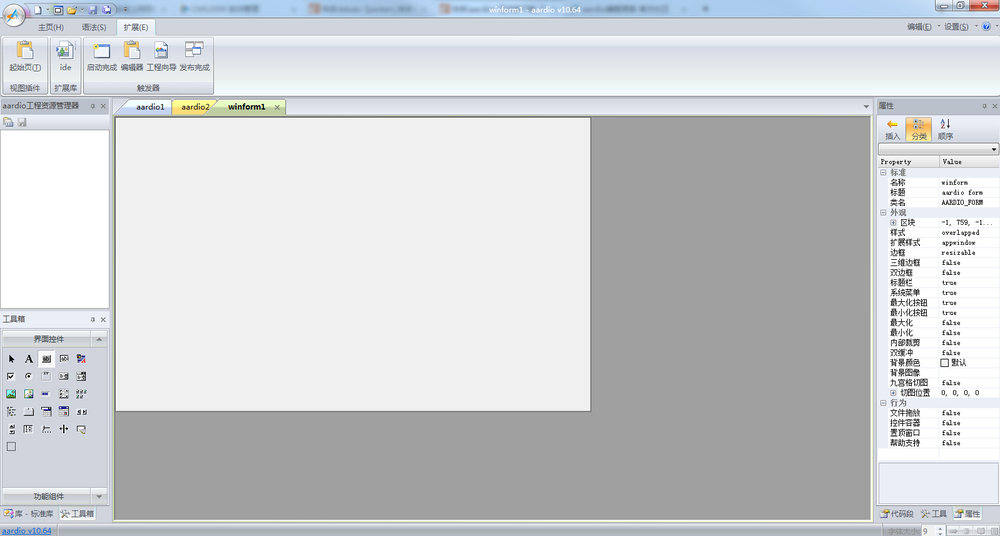 winform1 - aardio v10.64
主页(H) 语法(S) 扩展(E)
编辑(E) 设置(S)
起始页(I) ide 启动完成 编辑器 工程向导 发布完成
视图插件 扩展库 触发器
aardio工程资源管理器
aardio1 aardio2 winform1
属性
插入 分类 顺序
Property Value
标准
名称 winform
标题 aardio form
类名 AARDIO_FORM
外观
区块 -1, 759, -1...
样式 overlapped
扩展样式 appwindow
边框 resizable
三维边框 false
双边框 false
标题栏 true
系统菜单 true
最大化按钮 true
最小化按钮 true
最大化 false
最小化 false
内部裁剪 false
双缓冲 false
背景颜色 默认
背景图像
九宫格切图 false
切图位置 0, 0, 0, 0
行为
文件拖放 false
控件容器 false
置顶窗口 false
帮助支持 false
工具箱
界面控件
功能组件
库 - 标准库 工具箱
代码段 工具 属性
aardio v10.64
字体大小: 9